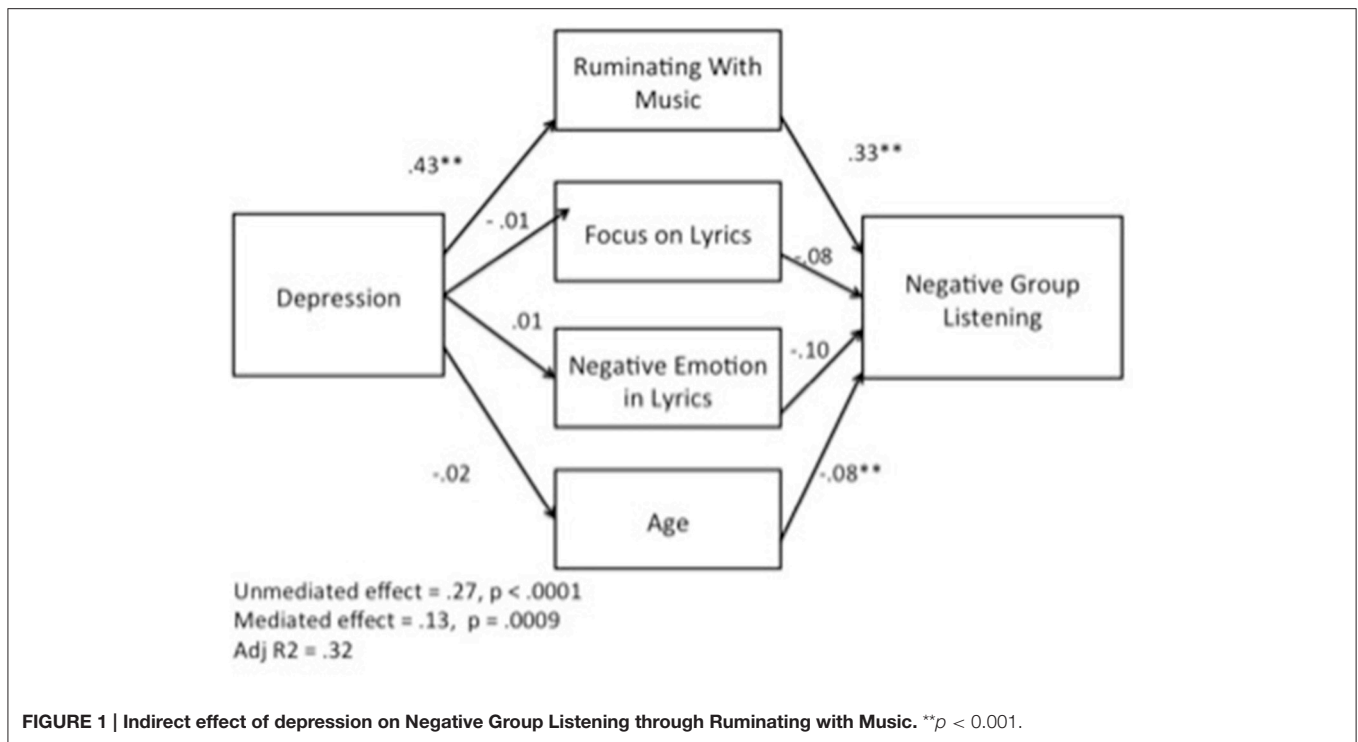 Ruminating With
Music
.43**
.33**
- .01
Focus on Lyrics
-.08
Depression
Negative Group
Listening
.01
Negative Emotion
in Lyrics
-.10
-.02
Age
-.08**
Unmediated effect = .27, p < .0001
Mediated effect = .13, p = .0009
Adj R2 = .32
FIGURE 1 | Indirect effect of depression on Negative Group Listening through Ruminating with Music. **p < 0.001.